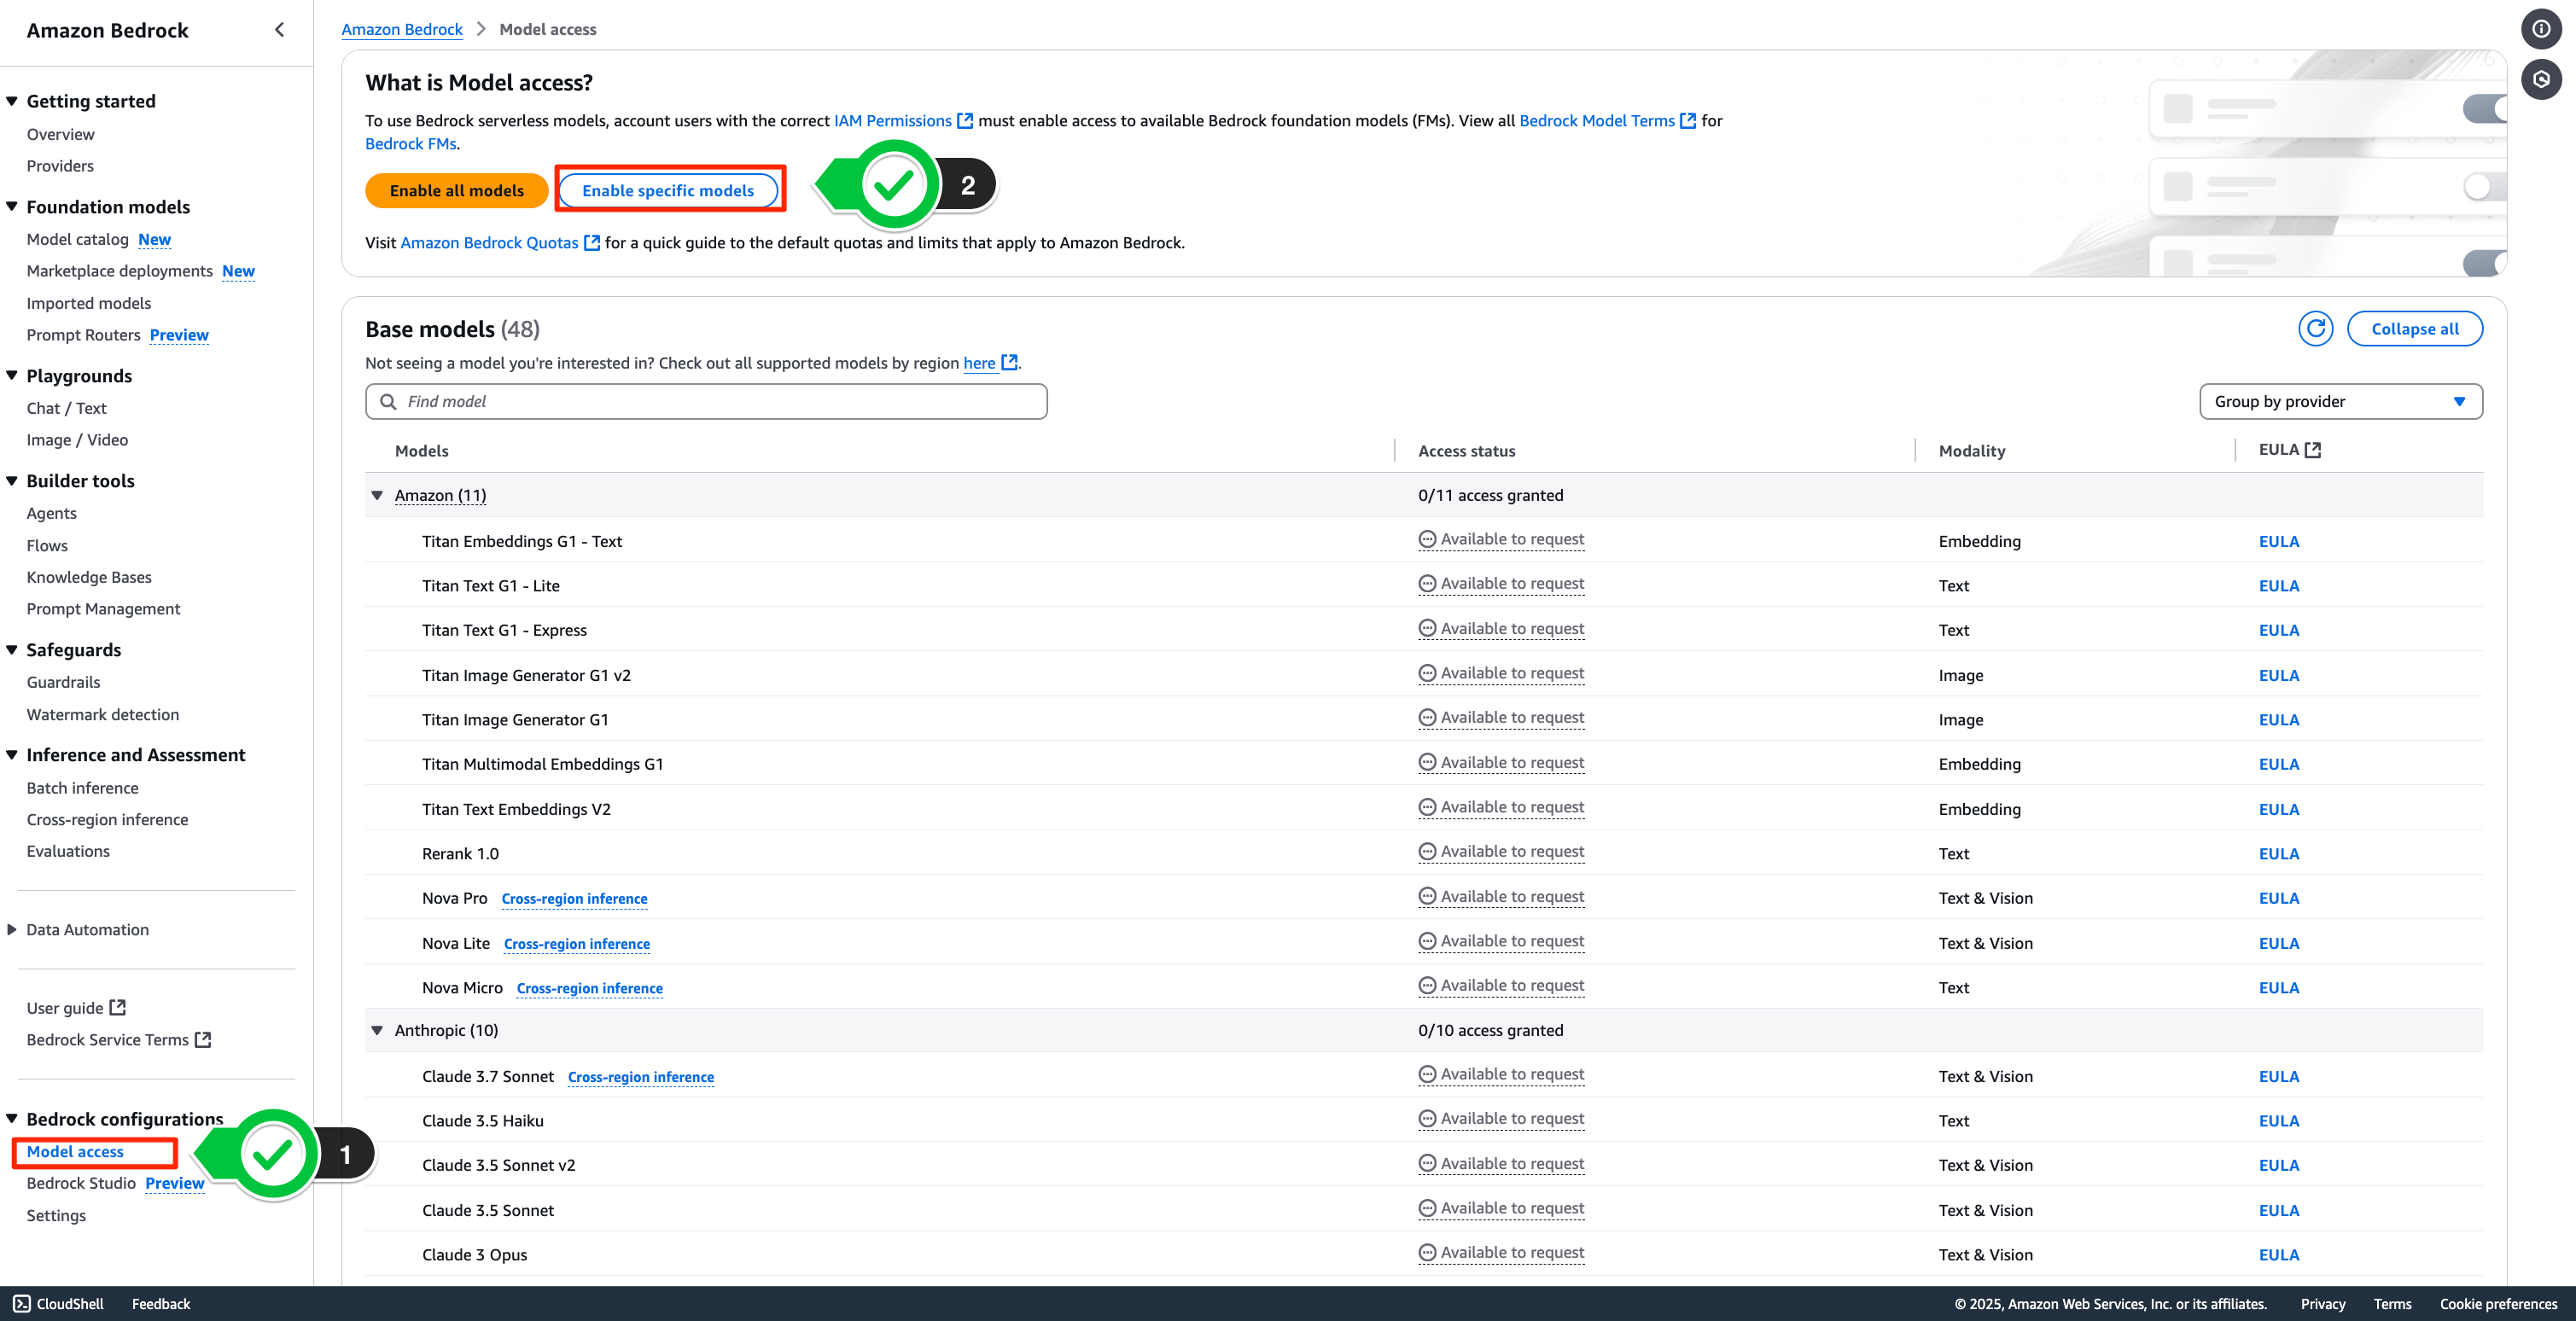 Amazon Bedrock
Getting started
Overview
Providers
Foundation models
Model catalog New
Marketplace deployments New
Imported models
Prompt Routers Preview
Playgrounds
Chat / Text
Image / Video
Builder tools
Agents
Flows
Knowledge Bases
Prompt Management
Safeguards
Guardrails
Watermark detection
Inference and Assessment
Batch inference
Cross-region inference
Evaluations
Data Automation
User guide
Bedrock Service Terms
Bedrock configurations
Model access
1
Bedrock Studio Preview
Settings
Amazon Bedrock > Model access
What is Model access?
To use Bedrock serverless models, account users with the correct IAM Permissions must enable access to available Bedrock foundation models (FMs). View all Bedrock Model Terms for
Bedrock FMs.
Enable all models Enable specific models 2
Visit Amazon Bedrock Quotas for a quick guide to the default quotas and limits that apply to Amazon Bedrock.
Base models (48) Collapse all
Not seeing a model you're interested in? Check out all supported models by region here.
Find model Group by provider
Models Access status Modality EULA
Amazon (11) 0/11 access granted
Titan Embeddings G1 - Text Available to request Embedding EULA
Titan Text G1 - Lite Available to request Text EULA
Titan Text G1 - Express Available to request Text EULA
Titan Image Generator G1 v2 Available to request Image EULA
Titan Image Generator G1 Available to request Image EULA
Titan Multimodal Embeddings G1 Available to request Embedding EULA
Titan Text Embeddings V2 Available to request Embedding EULA
Rerank 1.0 Available to request Text EULA
Nova Pro Cross-region inference Available to request Text & Vision EULA
Nova Lite Cross-region inference Available to request Text & Vision EULA
Nova Micro Cross-region inference Available to request Text EULA
Anthropic (10) 0/10 access granted
Claude 3.7 Sonnet Cross-region inference Available to request Text & Vision EULA
Claude 3.5 Haiku Available to request Text EULA
Claude 3.5 Sonnet v2 Available to request Text & Vision EULA
Claude 3.5 Sonnet Available to request Text & Vision EULA
Claude 3 Opus Available to request Text & Vision EULA
CloudShell Feedback © 2025, Amazon Web Services, Inc. or its affiliates. Privacy Terms Cookie preferences